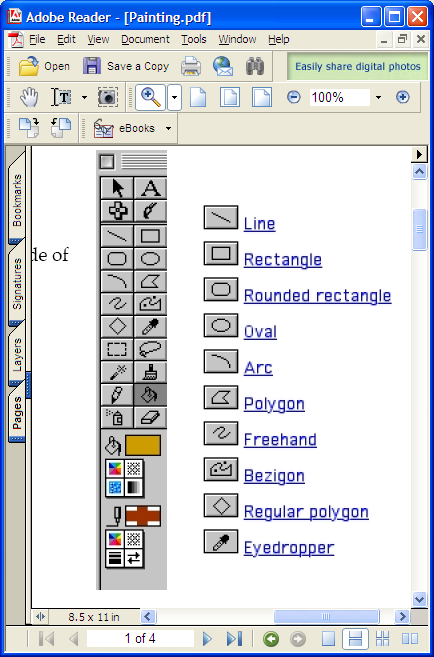 Adobe Reader - [Painting.pdf]
File Edit View Document Tools Window Help
Open Save a Copy Easily share digital photos
T 100%
eBooks
Bookmarks
Signatures
Layers
Pages
de of
A
Line
Rectangle
Rounded rectangle
Oval
Arc
Polygon
Freehand
Bezigon
Regular polygon
Eyedropper
8.5 x 11 in
1 of 4